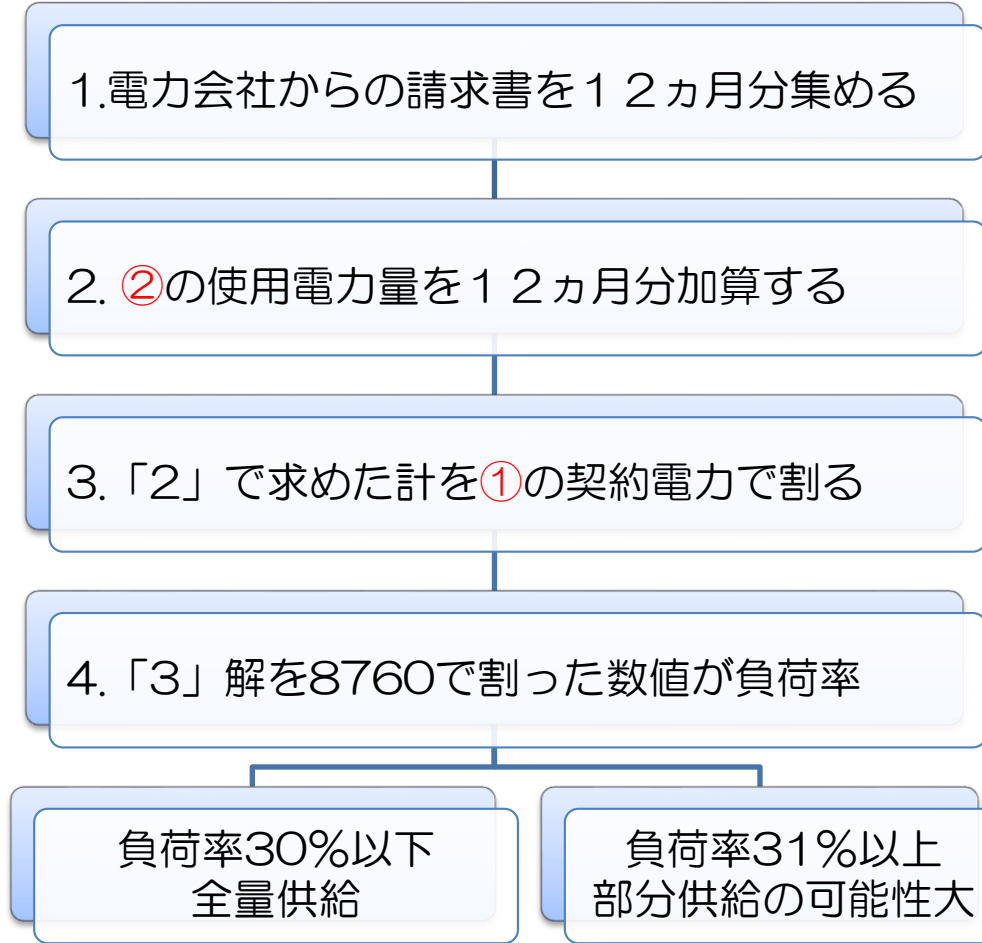 1.電力会社からの請求書を１２ヵ月分集める
2. ②の使用電力量を１２ヵ月分加算する
3.「2」で求めた計を①の契約電力で割る
4.「3」解を8760で割った数値が負荷率
負荷率30％以下
全量供給
負荷率31％以上
部分供給の可能性大